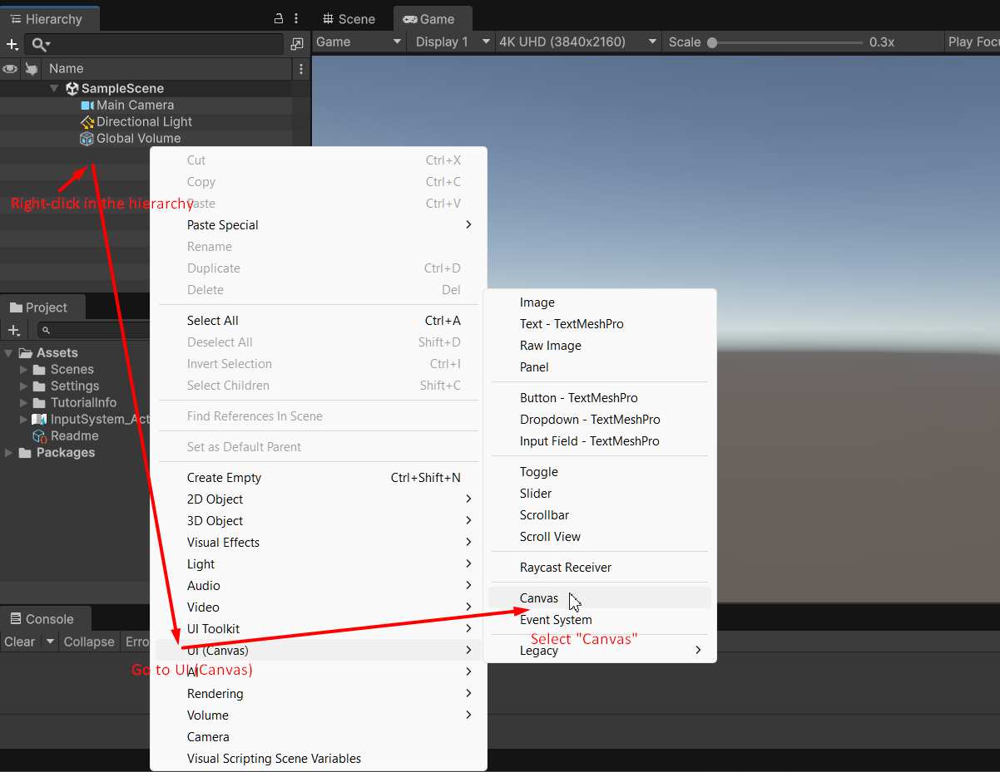 Hierarchy
Scene
Game
Game
Display 1
4K UHD (3840x2160)
Scale
0.3x
Play Focu
Name
SampleScene
Main Camera
Directional Light
Global Volume
Right-click in the hierarchy
Cut Ctrl+X
Copy Ctrl+C
Paste Ctrl+V
Paste Special
Rename
Duplicate Ctrl+D
Delete Del
Select All Ctrl+A
Deselect All Shift+D
Invert Selection Ctrl+I
Select Children Shift+C
Find References In Scene
Set as Default Parent
Create Empty Ctrl+Shift+N
2D Object
3D Object
Visual Effects
Light
Audio
Video
UI Toolkit
UI (Canvas)
Go to UI (Canvas)
AI
Rendering
Volume
Camera
Visual Scripting Scene Variables
Image
Text - TextMeshPro
Raw Image
Panel
Button - TextMeshPro
Dropdown - TextMeshPro
Input Field - TextMeshPro
Toggle
Slider
Scrollbar
Scroll View
Raycast Receiver
Canvas
Event System
Select "Canvas"
Legacy
Project
Assets
Scenes
Settings
TutorialInfo
InputSystem_Act
Readme
Packages
Console
Clear
Collapse
Erro